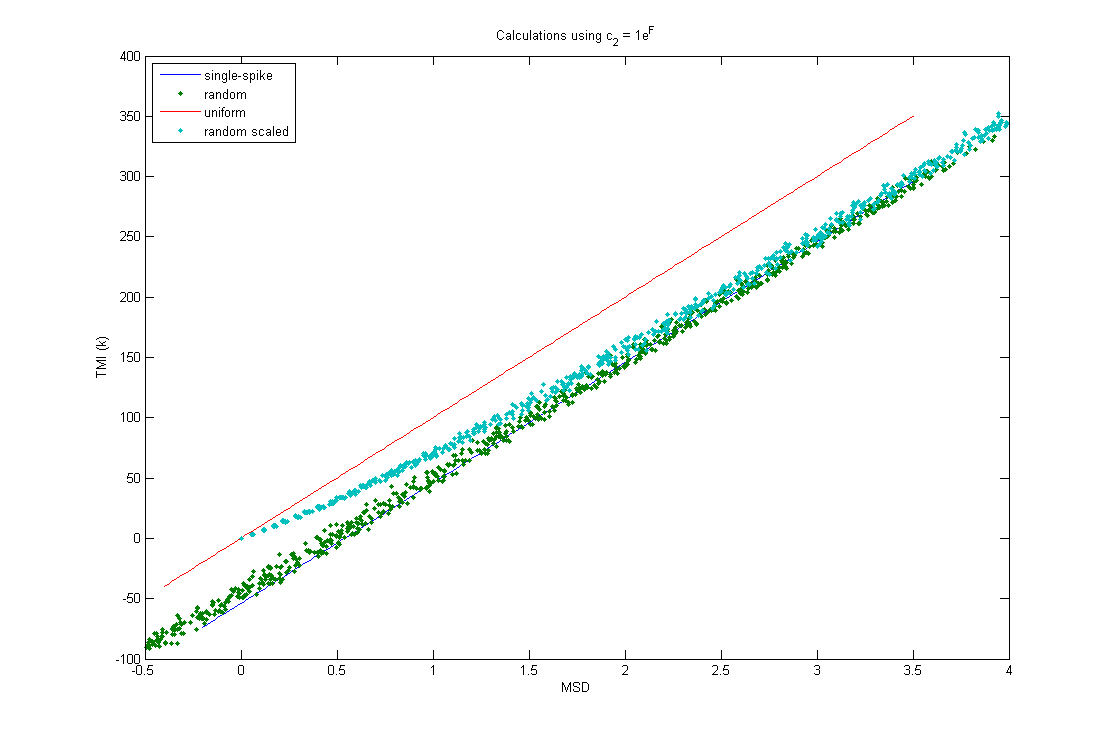 Calculations using c₂ = 1eᶠ
400
350
300
250
200
150
100
50
0
-50
-100
TMI (k)
single-spike
random
uniform
random scaled
-0.5 0 0.5 1 1.5 2 2.5 3 3.5 4
MSD